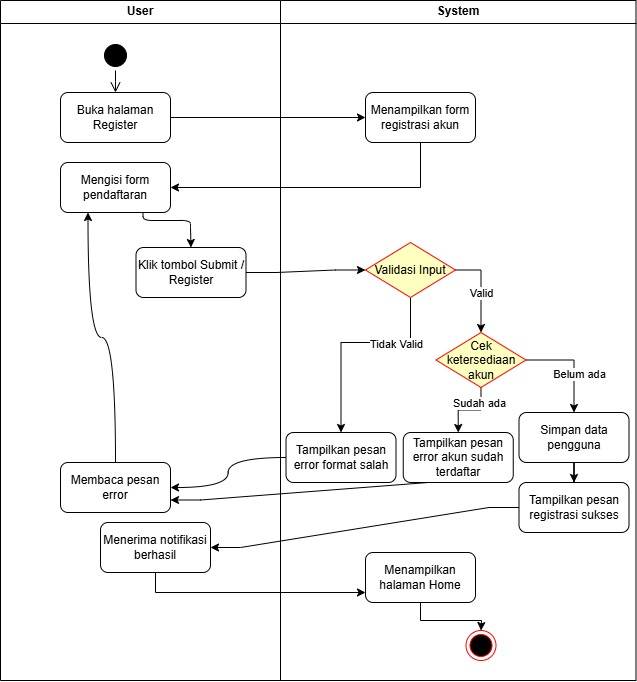 User
System
Buka halaman
Register
Menampilkan form
registrasi akun
Mengisi form
pendaftaran
Klik tombol Submit /
Register
Validasi Input
Valid
Tidak Valid
Cek
ketersediaan
akun
Belum ada
Sudah ada
Simpan data
pengguna
Tampilkan pesan
error format salah
Tampilkan pesan
error akun sudah
terdaftar
Membaca pesan
error
Tampilkan pesan
registrasi sukses
Menerima notifikasi
berhasil
Menampilkan
halaman Home